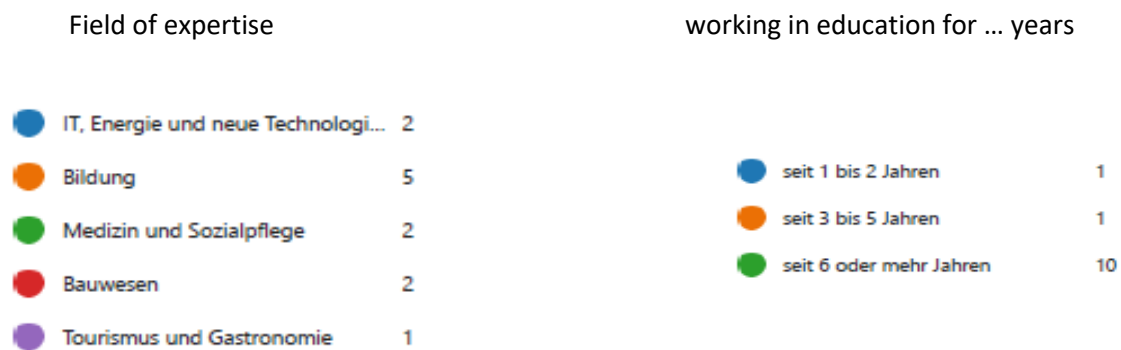 Field of expertise
working in education for … years
IT, Energie und neue Technologi... 2
Bildung 5
Medizin und Sozialpflege 2
Bauwesen 2
Tourismus und Gastronomie 1
seit 1 bis 2 Jahren 1
seit 3 bis 5 Jahren 1
seit 6 oder mehr Jahren 10